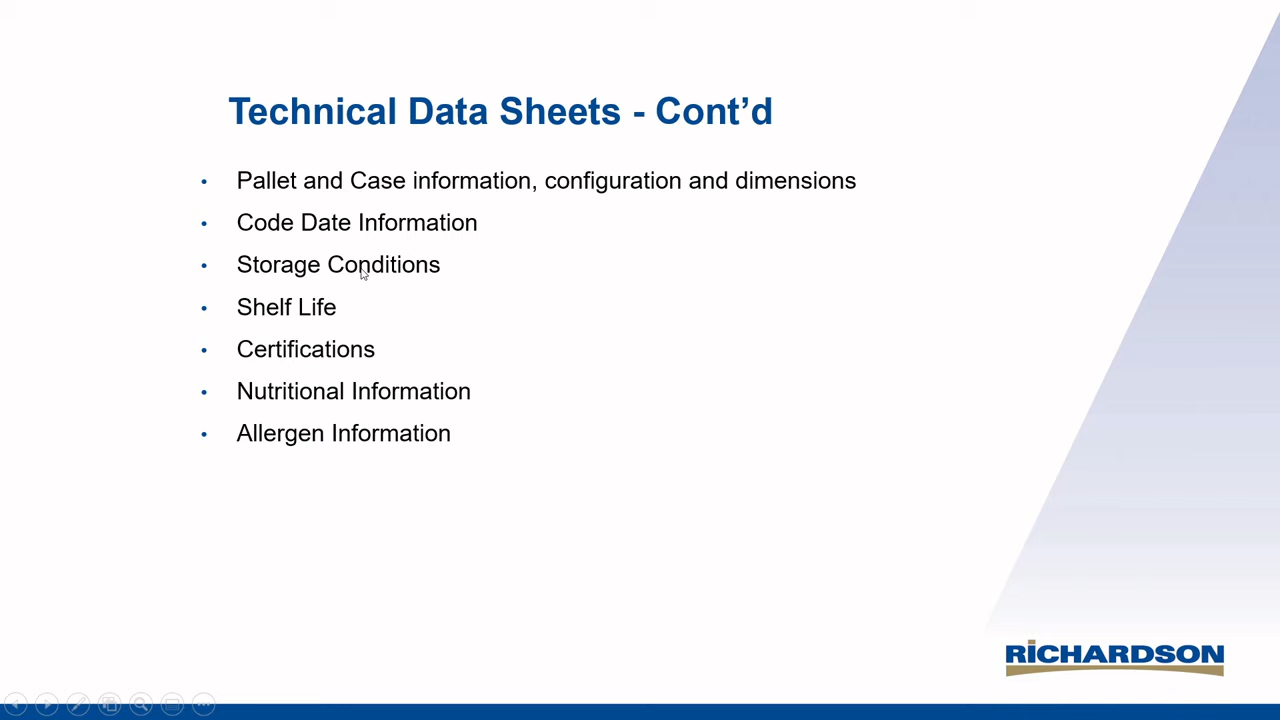 Technical Data Sheets - Cont’d
• Pallet and Case information, configuration and dimensions
• Code Date Information
• Storage Conditions
• Shelf Life
• Certifications
• Nutritional Information
• Allergen Information
RiCHARDSON